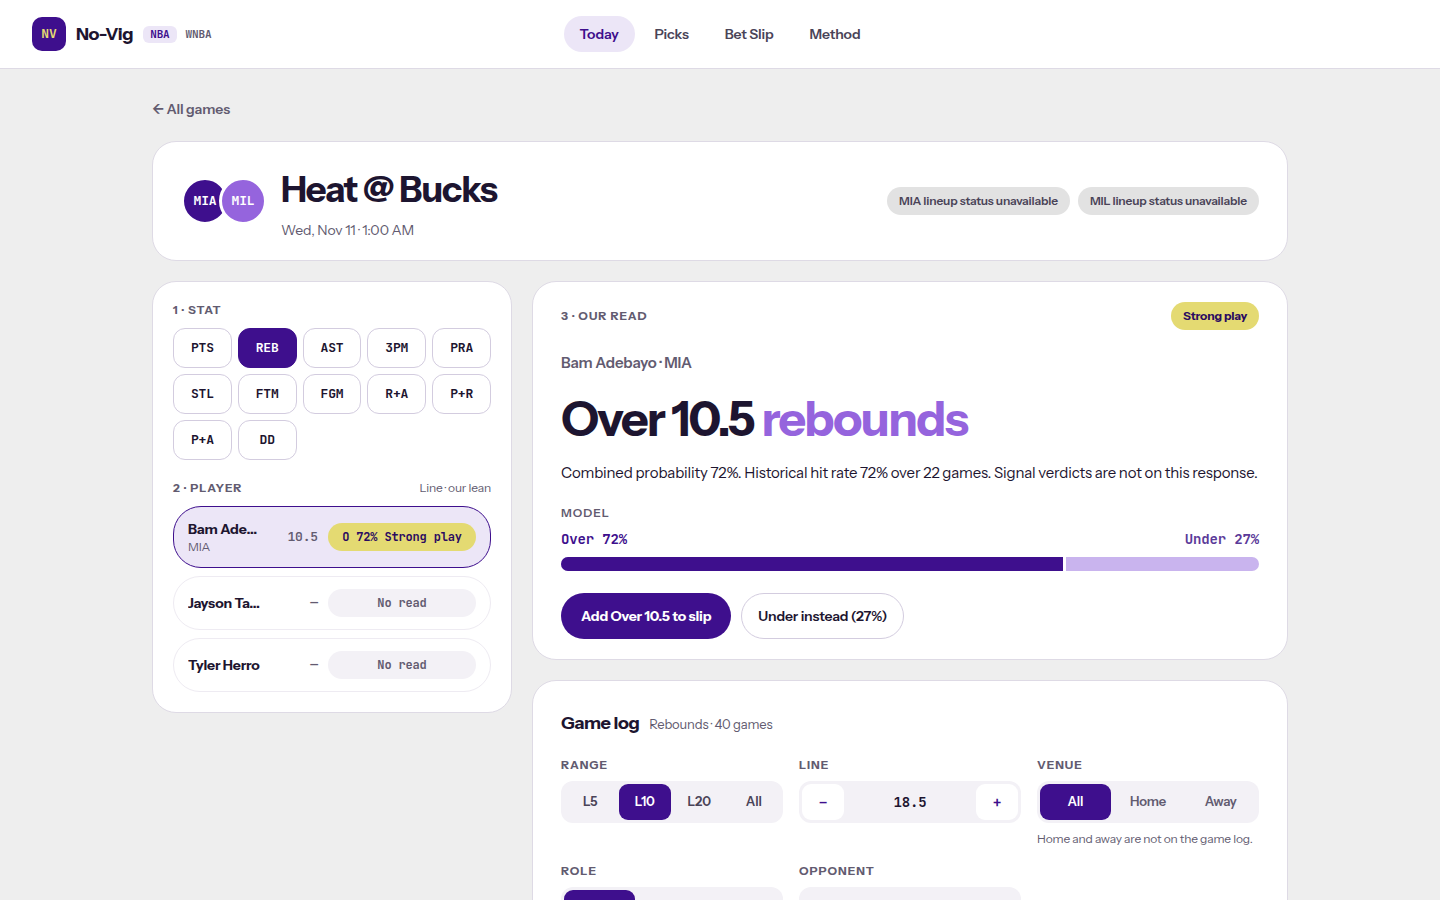 NV No-Vig NBA WNBA Today Picks Bet Slip Method
← All games
MIA MIL Heat @ Bucks
Wed, Nov 11 · 1:00 AM
MIA lineup status unavailable MIL lineup status unavailable
1 · STAT
PTS REB AST 3PM PRA
STL FTM FGM R+A P+R
P+A DD
2 · PLAYER Line · our lean
Bam Ade... 10.5 O 72% Strong play
MIA
Jayson Ta... – No read
Tyler Herro – No read
3 · OUR READ Strong play
Bam Adebayo · MIA
Over 10.5 rebounds
Combined probability 72%. Historical hit rate 72% over 22 games. Signal verdicts are not on this response.
MODEL
Over 72% Under 27%
Add Over 10.5 to slip Under instead (27%)
Game log Rebounds · 40 games
RANGE LINE VENUE
L5 L10 L20 All − 18.5 + All Home Away
Home and away are not on the game log.
ROLE OPPONENT